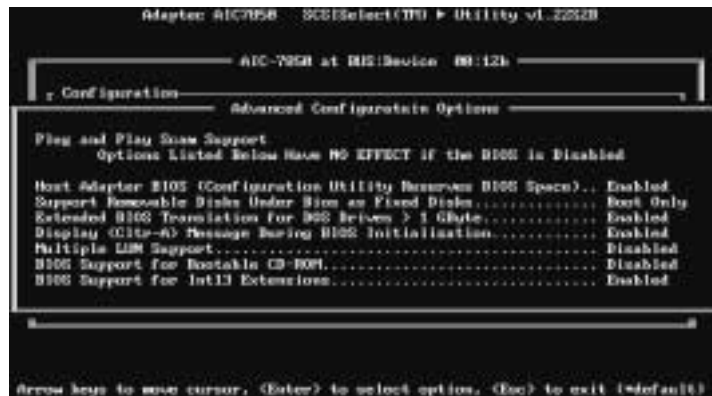 Adaptec AIC7850 SCSISelect(TM) ► Utility v1.22S2B
AIC-7850 at BUS:Device 00:12h
Configuration
Advanced Configuratoin Options
Plug and Play Scam Support
Options Listed Below Have NO EFFECT if the BIOS is Disabled
Host Adapter BIOS (Configuration Utility Reserves BIOS Space).. Enabled
Support Removable Disks Under Bios as Fixed Disks.............. Boot Only
Extended BIOS Translation for DOS Drives > 1 GByte............. Enabled
Display (Cltr-A) Message During BIOS Initialisation............ Enabled
Multiple LUN Support........................................... Disabled
BIOS Support for Bootable CD-ROM............................... Disabled
BIOS Support for Int13 Extensions.............................. Enabled
Arrow keys to move cursor, (Enter) to select option, (Esc) to exit (*default)